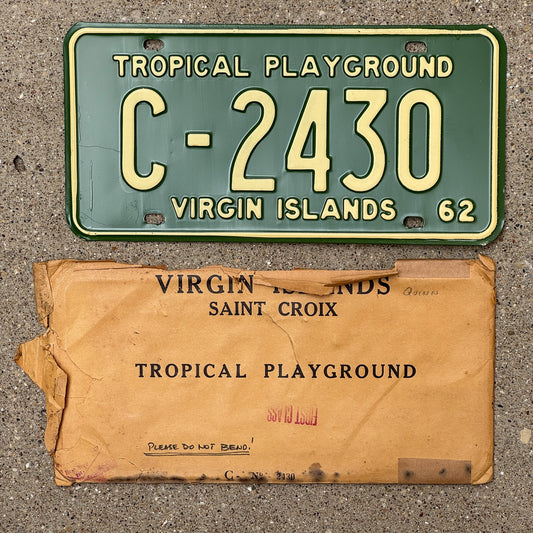 TROPICAL PLAYGROUND
C-2430
VIRGIN ISLANDS 62
VIRGIN ISLANDS
SAINT CROIX
TROPICAL PLAYGROUND
FIRST CLASS
PLEASE DO NOT BEND!
C- No 2430